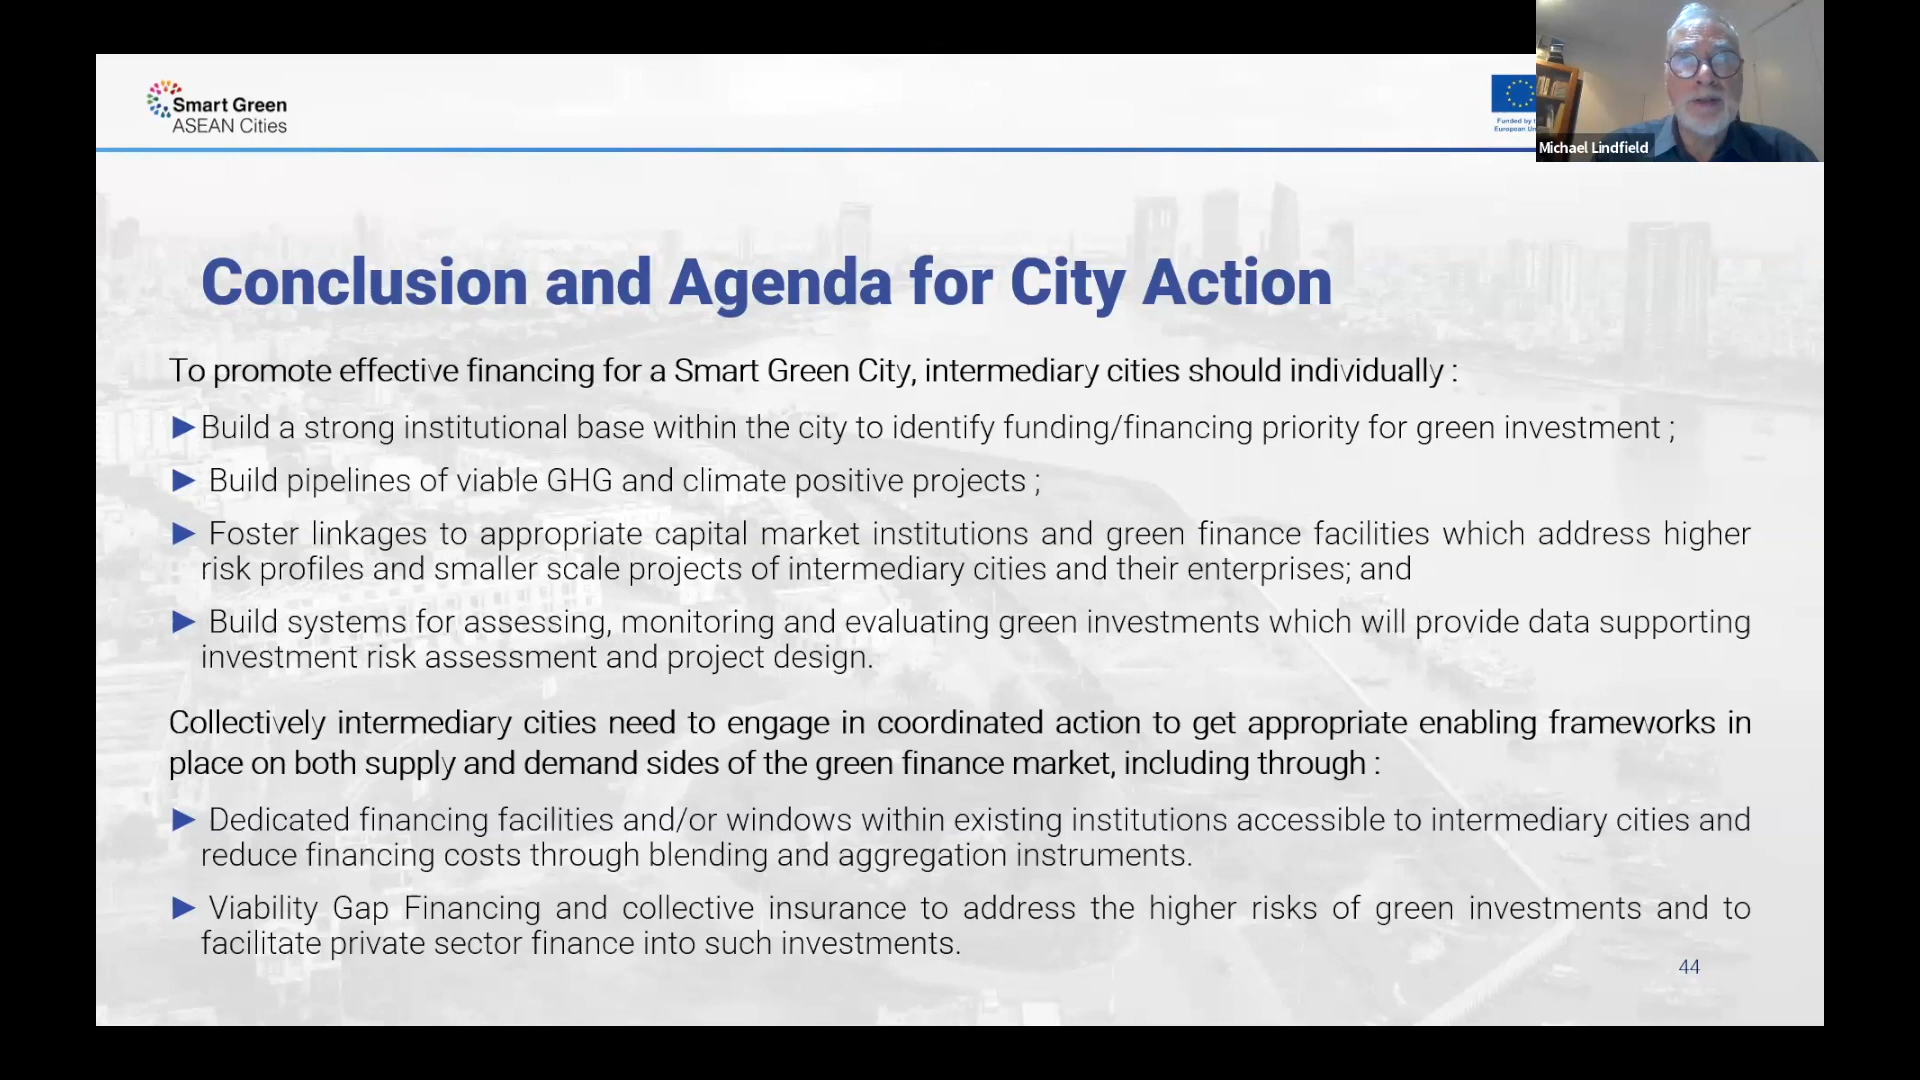 Smart Green
ASEAN Cities
Funded by
European
Michael Lindfield
Conclusion and Agenda for City Action
To promote effective financing for a Smart Green City, intermediary cities should individually :
►Build a strong institutional base within the city to identify funding/financing priority for green investment ;
► Build pipelines of viable GHG and climate positive projects ;
► Foster linkages to appropriate capital market institutions and green finance facilities which address higher
risk profiles and smaller scale projects of intermediary cities and their enterprises; and
► Build systems for assessing, monitoring and evaluating green investments which will provide data supporting
investment risk assessment and project design.
Collectively intermediary cities need to engage in coordinated action to get appropriate enabling frameworks in
place on both supply and demand sides of the green finance market, including through :
► Dedicated financing facilities and/or windows within existing institutions accessible to intermediary cities and
reduce financing costs through blending and aggregation instruments.
► Viability Gap Financing and collective insurance to address the higher risks of green investments and to
facilitate private sector finance into such investments.
44